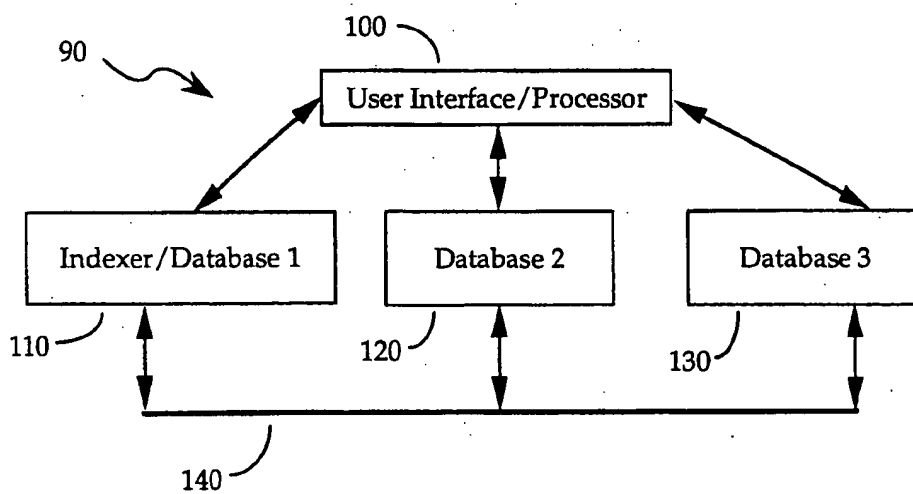 100
90
User Interface/Processor
Indexer/Database 1
Database 2
Database 3
110
120
130
140